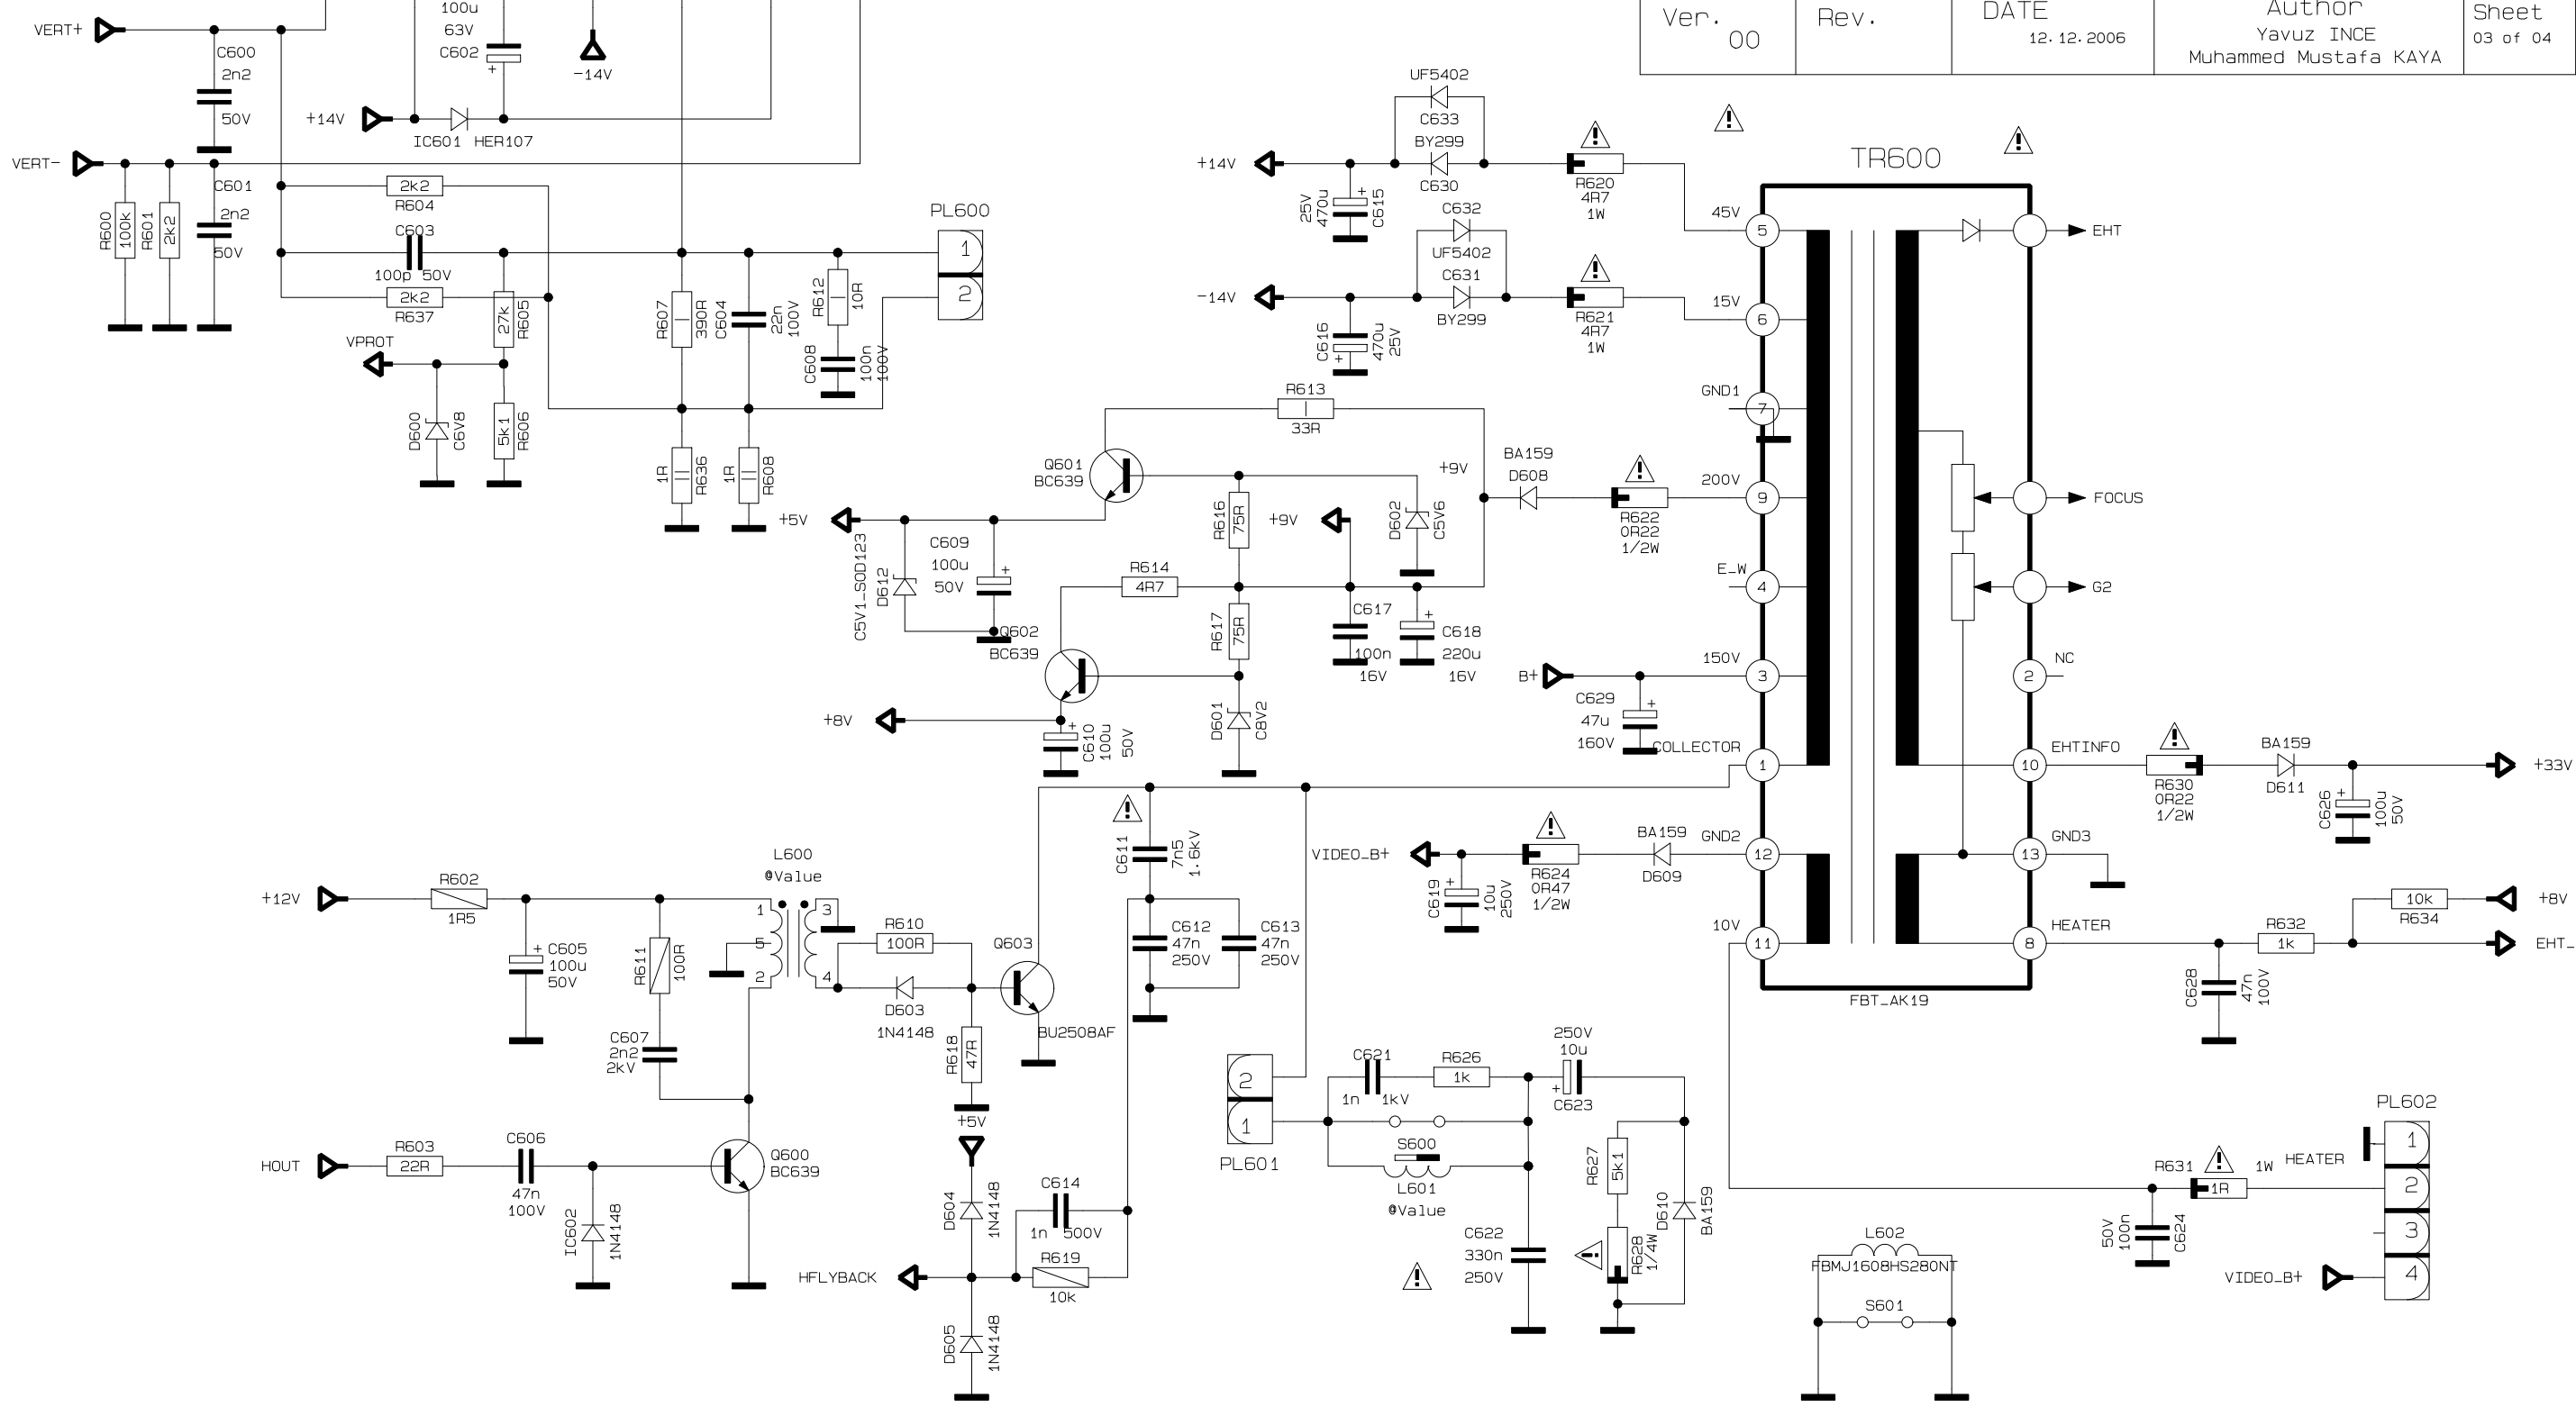 Ver.
00
Rev.
DATE
12.12.2006
Author
Yavuz INCE
Muhammed Mustafa KAYA
Sheet
03 of 04
VERT+
C600
2n2
50V
100u
63V
C602
+
-14V
+14V
IC601 HER107
VERT-
C601
2n2
50V
R600
100k
R601
2k2
2k2
R604
C603
100p 50V
2k2
R637
27k
R605
VPROT
D600
C6V8
5k1
R606
R607
390R
C604
22n
100V
R612
10R
C608
100n
100V
1R
R636
1R
R608
PL600
1
2
UF5402
C633
BY299
C630
+14V
25V
470u
+
C615
R620
4R7
1W
C632
UF5402
C631
BY299
-14V
C616
+
470u
25V
R621
4R7
1W
TR600
45V
5
15V
6
GND1
7
200V
9
E_W
4
150V
3
COLLECTOR
1
GND2
12
10V
11
FBT_AK19
EHT
FOCUS
G2
NC
2
EHTINFO
10
GND3
13
HEATER
8
R613
33R
Q601
BC639
+5V
C5V1_SOD123
D612
C609
100u
50V
+
R616
75R
+9V
+9V
D602
C5V6
BA159
D608
R622
0R22
1/2W
R614
4R7
Q602
BC639
R617
75R
C617
100n
16V
+
C618
220u
16V
+8V
+
C610
100u
50V
D601
C8V2
B+
C629
47u
160V
+
R630
0R22
1/2W
BA159
D611
+33V
C626
+
100u
50V
C611
7n5
1.6kV
VIDEO_B+
C619
+
10u
250V
R624
0R47
1/2W
BA159
D609
10k
R634
+8V
R632
1k
EHT_
C628
47n
100V
+12V
R602
1R5
+
C605
100u
50V
R611
100R
C607
2n2
2kV
L600
@Value
1
5
2
3
4
R610
100R
D603
1N4148
Q603
BU2508AF
R618
47R
C612
47n
250V
C613
47n
250V
HOUT
R603
22R
C606
47n
100V
IC602
1N4148
Q600
BC639
+5V
D604
1N4148
C614
1n 500V
R619
10k
HFLYBACK
D605
1N4148
2
1
PL601
C621
1n 1kV
R626
1k
250V
10u
+
C623
S600
L601
@Value
C622
330n
250V
R627
5k1
R628
1/4W
D610
BA159
L602
FBMJ1608HS280NT
S601
PL602
1
2
3
4
HEATER
R631
1R
1W
50V
100n
C624
VIDEO_B+